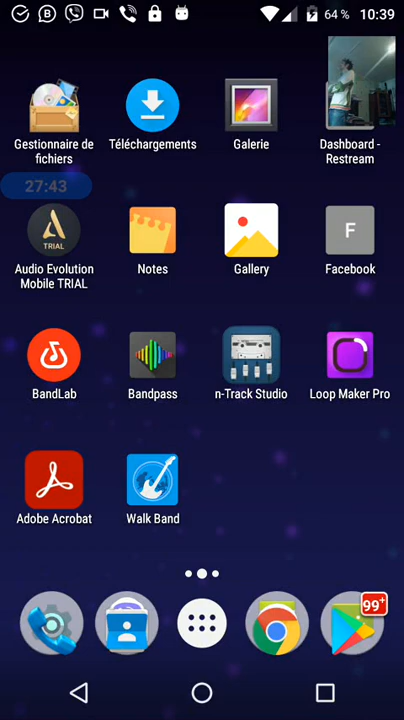 64 % 10:39
Gestionnaire de
fichiers
Téléchargements
Galerie
Dashboard -
Restream
27:43
TRIAL
Audio Evolution
Mobile TRIAL
Notes
Gallery
F
Facebook
BandLab
Bandpass
n-Track Studio
Loop Maker Pro
Adobe Acrobat
Walk Band
99+